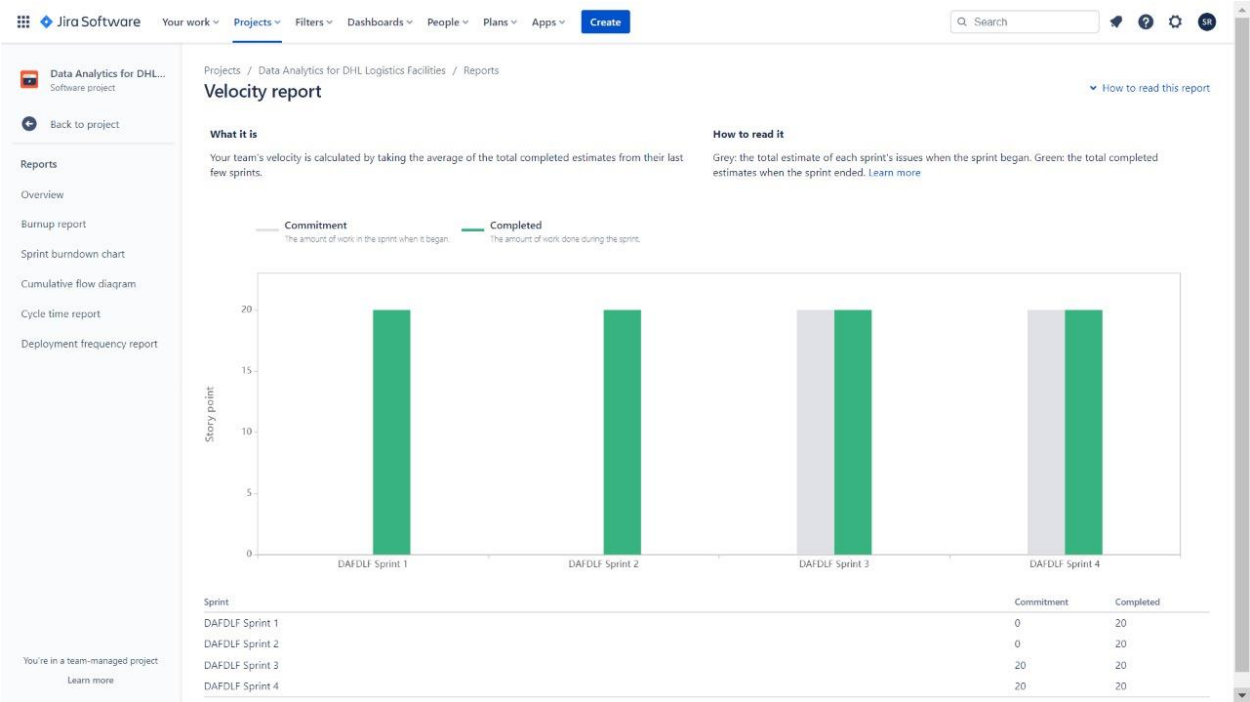 Jira Software Your work Projects Filters Dashboards People Plans Apps Create Search SR
Data Analytics for DHL...
Software project
Back to project
Reports
Overview
Burnup report
Sprint burndown chart
Cumulative flow diagram
Cycle time report
Deployment frequency report
You're in a team-managed project
Learn more
Projects / Data Analytics for DHL Logistics Facilities / Reports
Velocity report
How to read this report
What it is
Your team's velocity is calculated by taking the average of the total completed estimates from their last
few sprints.
How to read it
Grey: the total estimate of each sprint's issues when the sprint began. Green: the total completed
estimates when the sprint ended. Learn more
Commitment
The amount of work in the sprint when it began.
Completed
The amount of work done during the sprint.
Story point
20
15
10
5
0
DAFDLF Sprint 1 DAFDLF Sprint 2 DAFDLF Sprint 3 DAFDLF Sprint 4
Sprint Commitment Completed
DAFDLF Sprint 1 0 20
DAFDLF Sprint 2 0 20
DAFDLF Sprint 3 20 20
DAFDLF Sprint 4 20 20